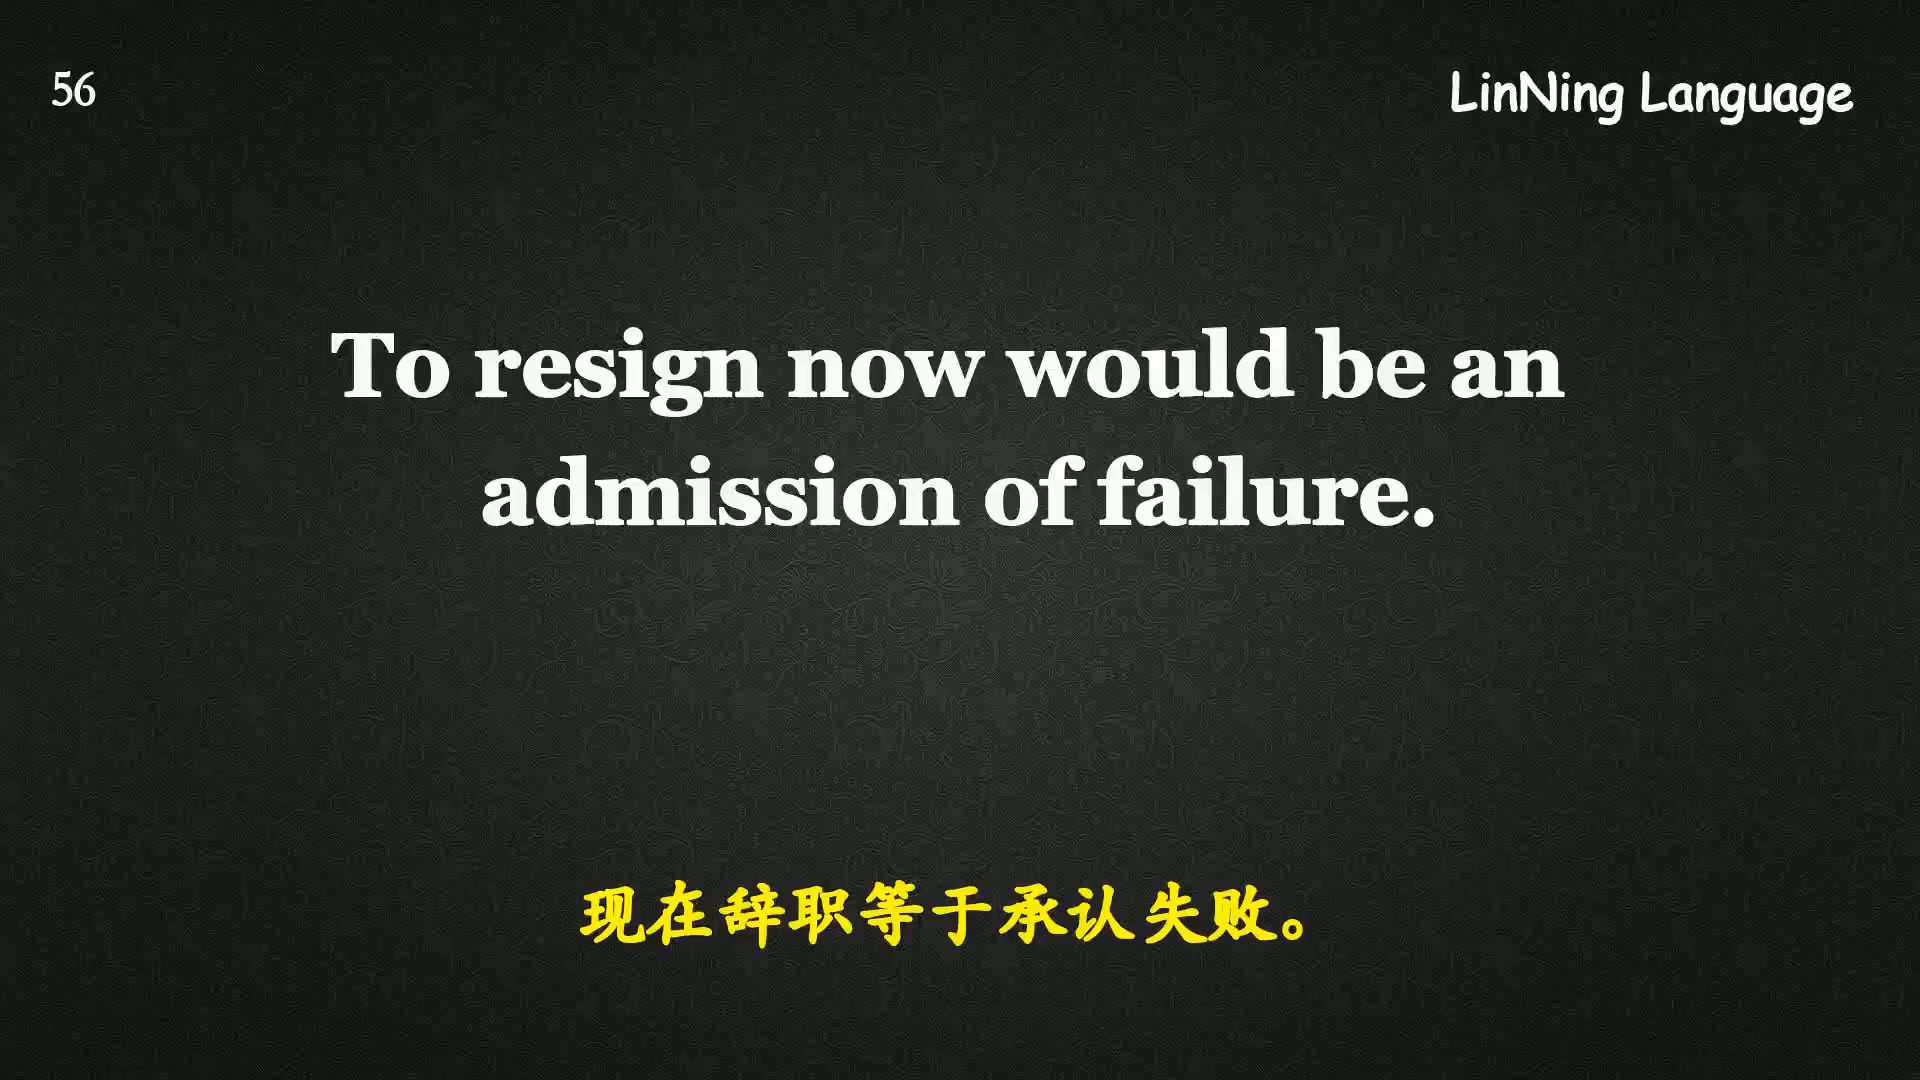 56
LinNing Language
To resign now would be an
admission of failure.
现在辞职等于承认失败。